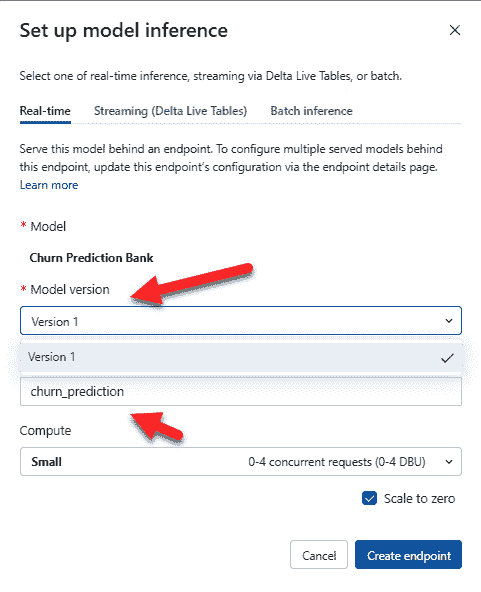 Set up model inference
Select one of real-time inference, streaming via Delta Live Tables, or batch.
Real-time Streaming (Delta Live Tables) Batch inference
Serve this model behind an endpoint. To configure multiple served models behind
this endpoint, update this endpoint's configuration via the endpoint details page.
Learn more
* Model
Churn Prediction Bank
* Model version
Version 1
Version 1
churn_prediction
Compute
Small 0-4 concurrent requests (0-4 DBU)
Scale to zero
Cancel Create endpoint